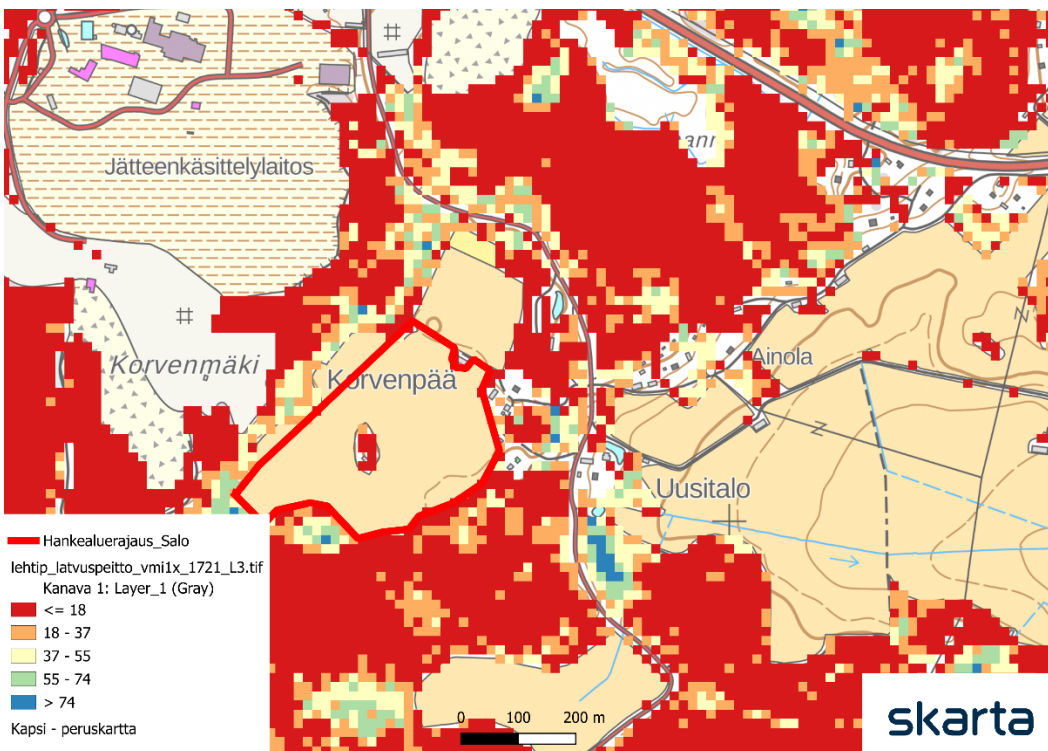 Jätteenkäsittelylaitos
ann
Korvenmäki
Korvenpää
Ainola
Uusitalo
N
N
Hankealuerajaus_Salo
lehtip_latvuspeitto_vmi1x_1721_L3.tif
Kanava 1: Layer_1 (Gray)
<= 18
18 - 37
37 - 55
55 - 74
> 74
Kapsi - peruskartta
0 100 200 m
skarta